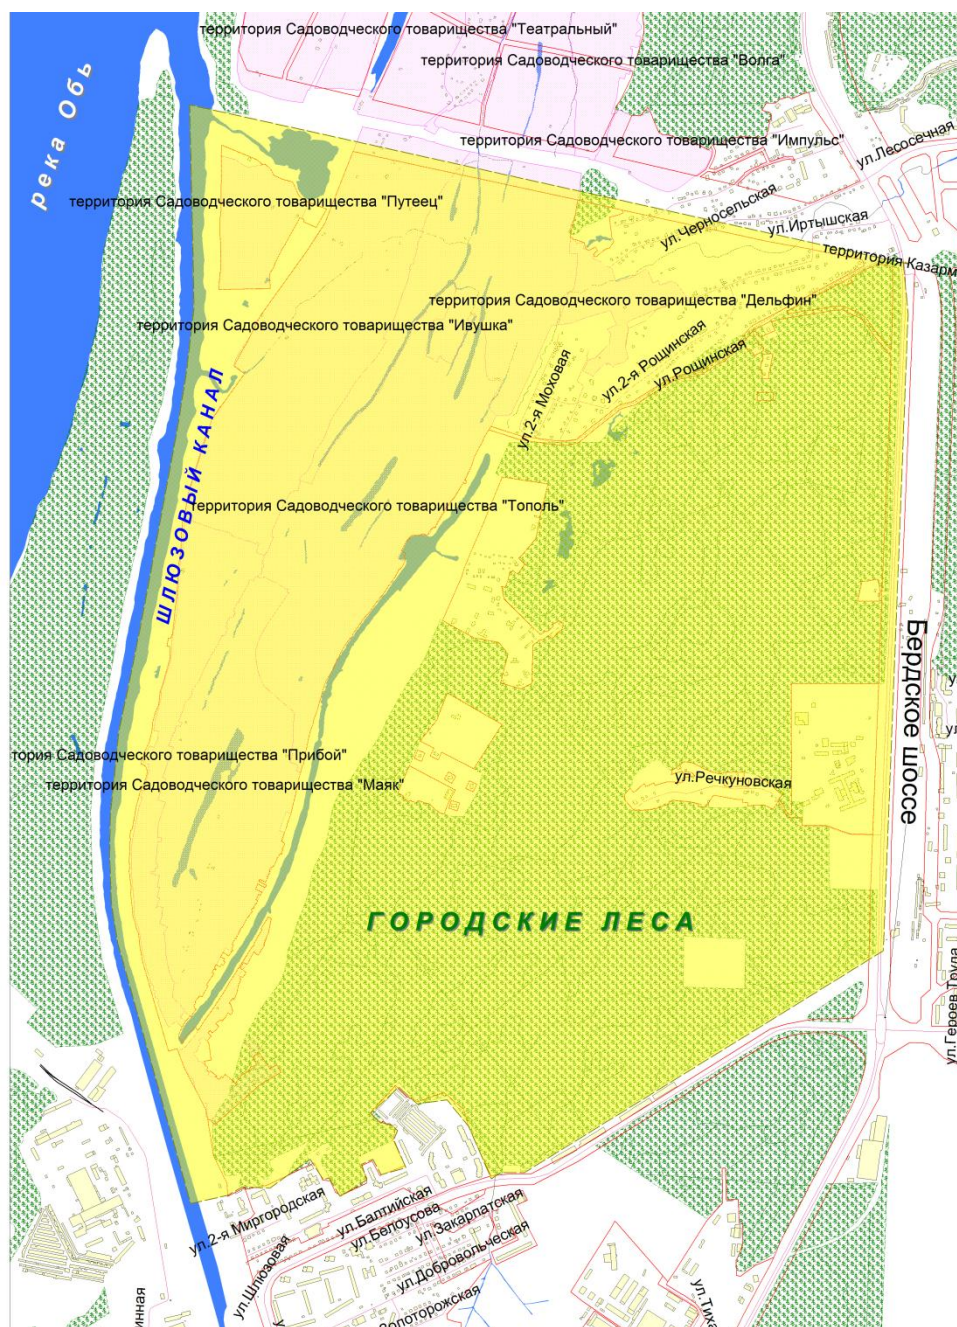 территория Садоводческого товарищества "Театральный"
территория Садоводческого товарищества "Волга"
река Обь
территория Садоводческого товарищества "Импульс"
ул.Лесосечная
территория Садоводческого товарищества "Путеец"
ул.Черносельская
ул.Иртышская
территория Казарм
территория Садоводческого товарищества "Дельфин"
территория Садоводческого товарищества "Ивушка"
ул.2-я Рощинская
ул.Рощинская
ул.2-я Моховая
ШЛЮЗОВЫЙ КАНАЛ
территория Садоводческого товарищества "Тополь"
Бердское шоссе
тория Садоводческого товарищества "Прибой"
территория Садоводческого товарищества "Маяк"
ул.Речкуновская
ГОРОДСКИЕ ЛЕСА
ул.Героев Труда
ул.2-я Миргородская
ул.Балтийская
ул.Белоусова
ул.Закарпатская
ул.Шлюзовая
ул.Добровольческая
Золоторожская
ул.Тиха
инная